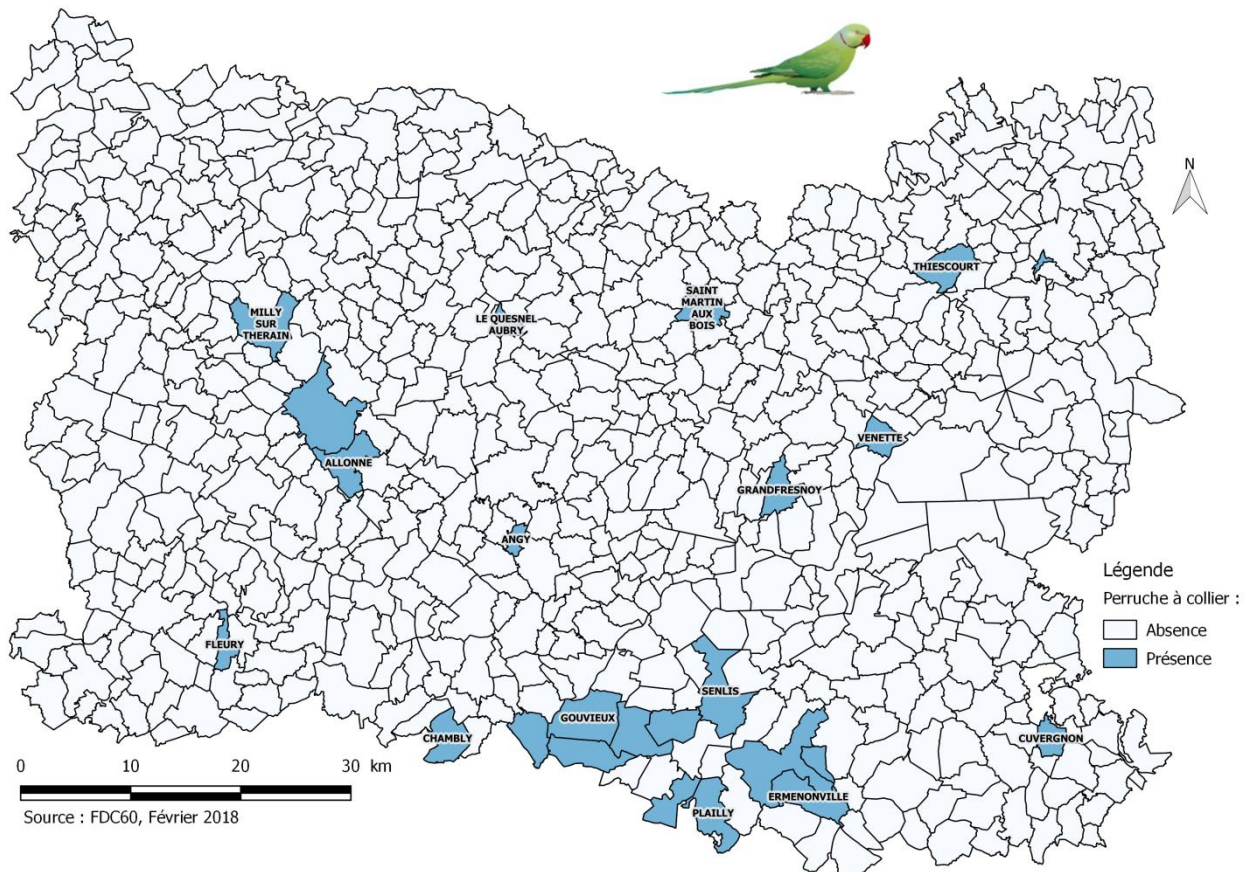 N
THIESCOURT
MILLY
SUR
THERAIN
LE QUESNEL
AUBRY
SAINT
MARTIN
AUX
BOIS
VENETTE
ALLONNE
GRANDFRESNOY
ANGY
Légende
Perruche à collier :
Absence
Présence
N
FLEURY
SENLIS
GOUVIEUX
CHAMBLY
CUVERGNON
ERMENONVILLE
PLAILLY
0 10 20 30 km
Source : FDC60, Février 2018